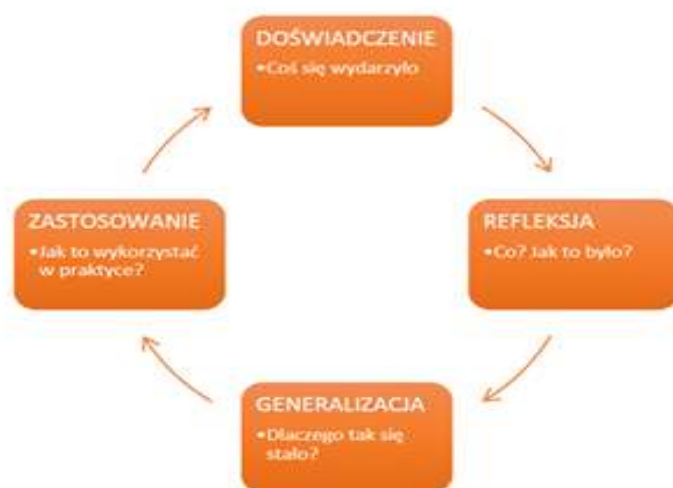 DOŚWIADCZENIE
•Coś się wydarzyło
REFLEKSJA
•Co? Jak to było?
GENERALIZACJA
•Dlaczego tak się
stało?
ZASTOSOWANIE
•Jak to wykorzystać
w praktyce?